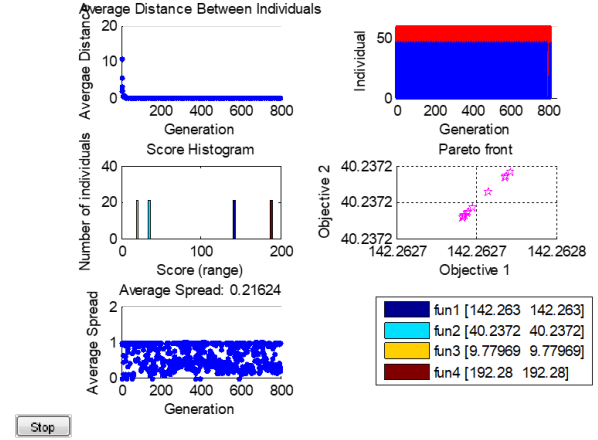 Average Distance Between Individuals
Avergae Distanc
20
10
0
0 200 400 600 800
Generation
Individual
50
0
0 200 400 600 800
Generation
Score Histogram
Number of individuals
40
20
0
0 100 200
Score (range)
Pareto front
Objective 2
40.2372
40.2372
40.2372
142.2627 142.2627 142.2628
Objective 1
Average Spread: 0.21624
Average Spread
2
1
0
0 200 400 600 800
Generation
fun1 [142.263 142.263]
fun2 [40.2372 40.2372]
fun3 [9.77969 9.77969]
fun4 [192.28 192.28]
Stop